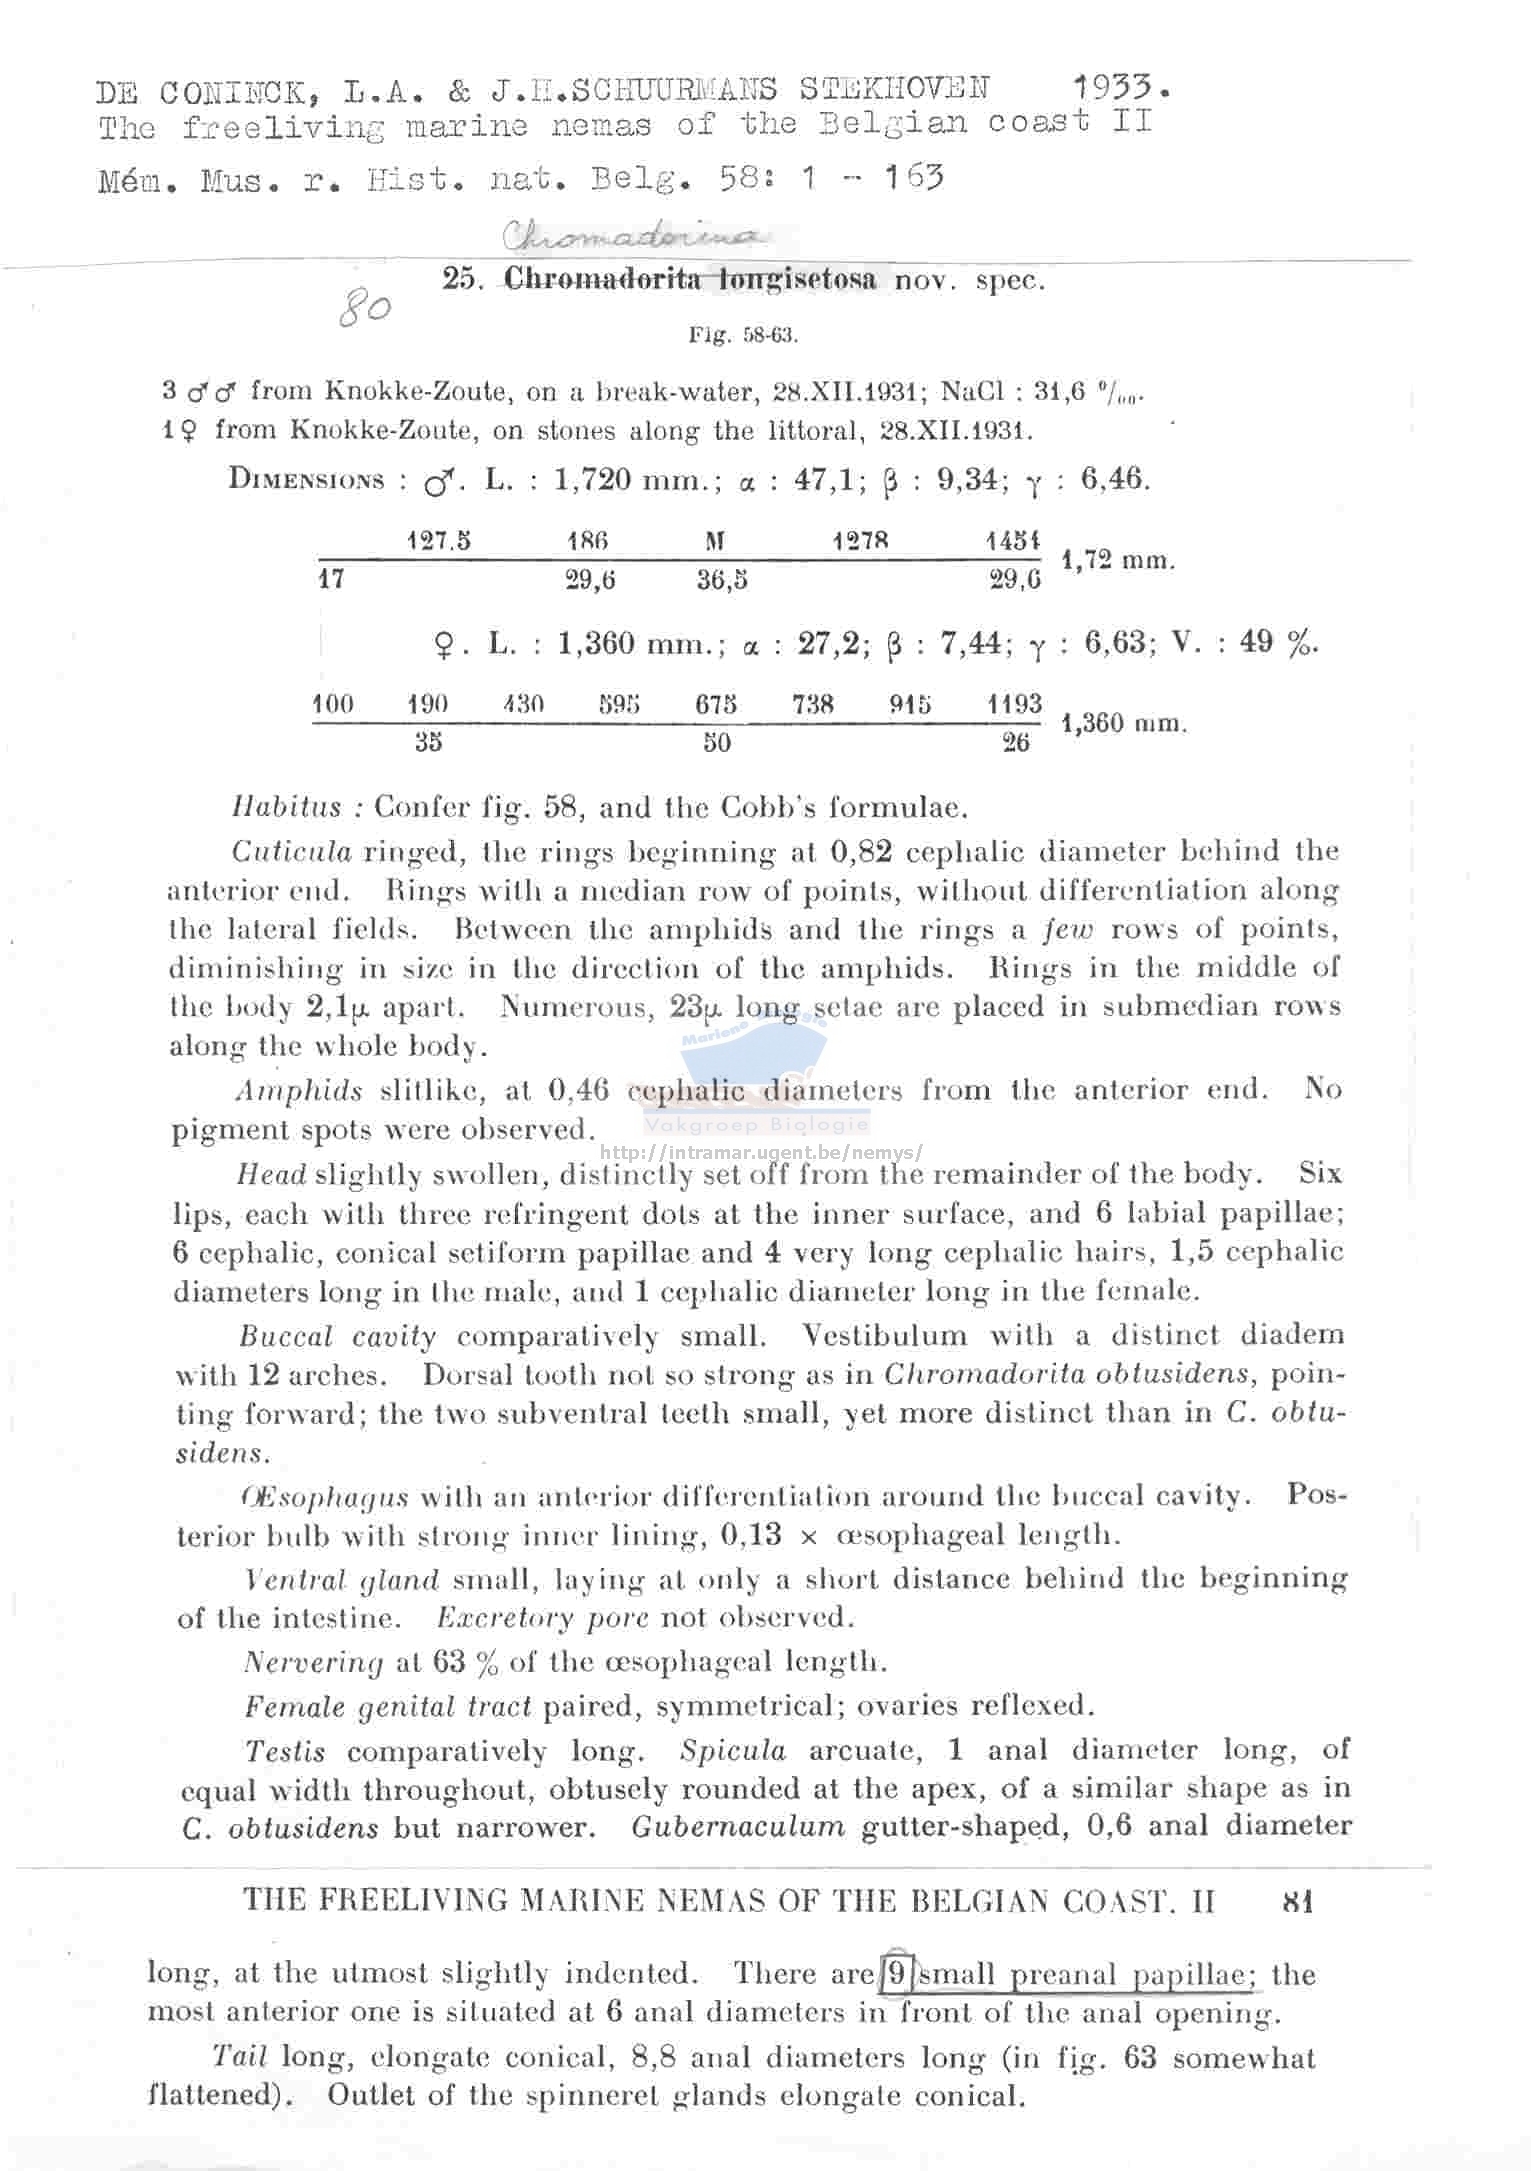 DE CONINCK, L.A. & J.H.SCHUURMANS STEKHOVEN 1933.
The freeliving marine nemas of the Belgian coast II
Mém. Mus. r. Hist. nat. Belg. 58: 1 - 163
Chromadorina
25. Chromadorita longisetosa nov. spec.
80
Fig. 58-63.
3 ♂♂ from Knokke-Zoute, on a break-water, 28.XII.1931; NaCl : 31,6 ‰.
1♀ from Knokke-Zoute, on stones along the littoral, 28.XII.1931.
DIMENSIONS : ♂. L. : 1,720 mm.; α : 47,1; β : 9,34; γ : 6,46.
127.5 186 M 1278 1454
1,72 mm.
17 29,6 36,5 29,6
♀. L. : 1,360 mm.; α : 27,2; β : 7,44; γ : 6,63; V. : 49 %.
100 190 430 595 675 738 915 1193
1,360 mm.
35 50 26
Habitus : Confer fig. 58, and the Cobb's formulae.
Cuticula ringed, the rings beginning at 0,82 cephalic diameter behind the
anterior end. Rings with a median row of points, without differentiation along
the lateral fields. Between the amphids and the rings a few rows of points,
diminishing in size in the direction of the amphids. Rings in the middle of
the body 2,1µ apart. Numerous, 23µ long setae are placed in submedian rows
along the whole body.
Amphids slitlike, at 0,46 cephalic diameters from the anterior end. No
pigment spots were observed.
Vakgroep Biologie
http://intramar.ugent.be/nemys/
Head slightly swollen, distinctly set off from the remainder of the body. Six
lips, each with three refringent dots at the inner surface, and 6 labial papillae;
6 cephalic, conical setiform papillae and 4 very long cephalic hairs, 1,5 cephalic
diameters long in the male, and 1 cephalic diameter long in the female.
Buccal cavity comparatively small. Vestibulum with a distinct diadem
with 12 arches. Dorsal tooth not so strong as in Chromadorita obtusidens, poin-
ting forward; the two subventral teeth small, yet more distinct than in C. obtu-
sidens.
Œsophagus with an anterior differentiation around the buccal cavity. Pos-
terior bulb with strong inner lining, 0,13 × œsophageal length.
Ventral gland small, laying at only a short distance behind the beginning
of the intestine. Excretory pore not observed.
Nervering at 63 % of the œsophageal length.
Female genital tract paired, symmetrical; ovaries reflexed.
Testis comparatively long. Spicula arcuate, 1 anal diameter long, of
equal width throughout, obtusely rounded at the apex, of a similar shape as in
C. obtusidens but narrower. Gubernaculum gutter-shaped, 0,6 anal diameter
THE FREELIVING MARINE NEMAS OF THE BELGIAN COAST. II 81
long, at the utmost slightly indented. There are 9 small preanal papillae; the
most anterior one is situated at 6 anal diameters in front of the anal opening.
Tail long, elongate conical, 8,8 anal diameters long (in fig. 63 somewhat
flattened). Outlet of the spinneret glands elongate conical.